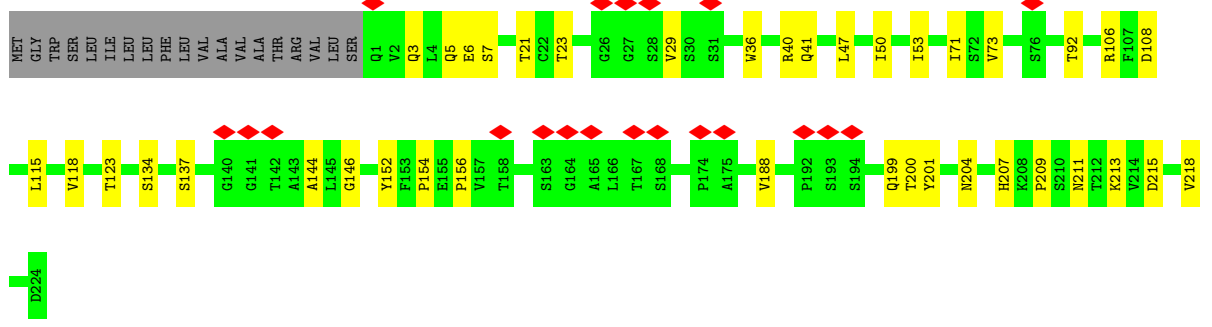 MET GLY TRP SER LEU ILE LEU LEU PHE LEU VAL ALA VAL ALA THR ARG VAL LEU SER Q1 V2 Q3 L4 Q5 E6 S7 T21 C22 T23 G26 G27 S28 V29 S30 S31 W36 R40 Q41 L47 I50 I53 I71 S72 V73 S76 T92 R106 F107 D108
L115 V118 T123 S134 S137 G140 G141 T142 A143 A144 L145 G146 Y152 F153 P154 E155 P156 V157 T158 S163 G164 A165 L166 T167 S168 P174 A175 V188 P192 S193 S194 Q199 T200 Y201 N204 H207 K208 P209 S210 N211 T212 K213 V214 D215 V218
D224